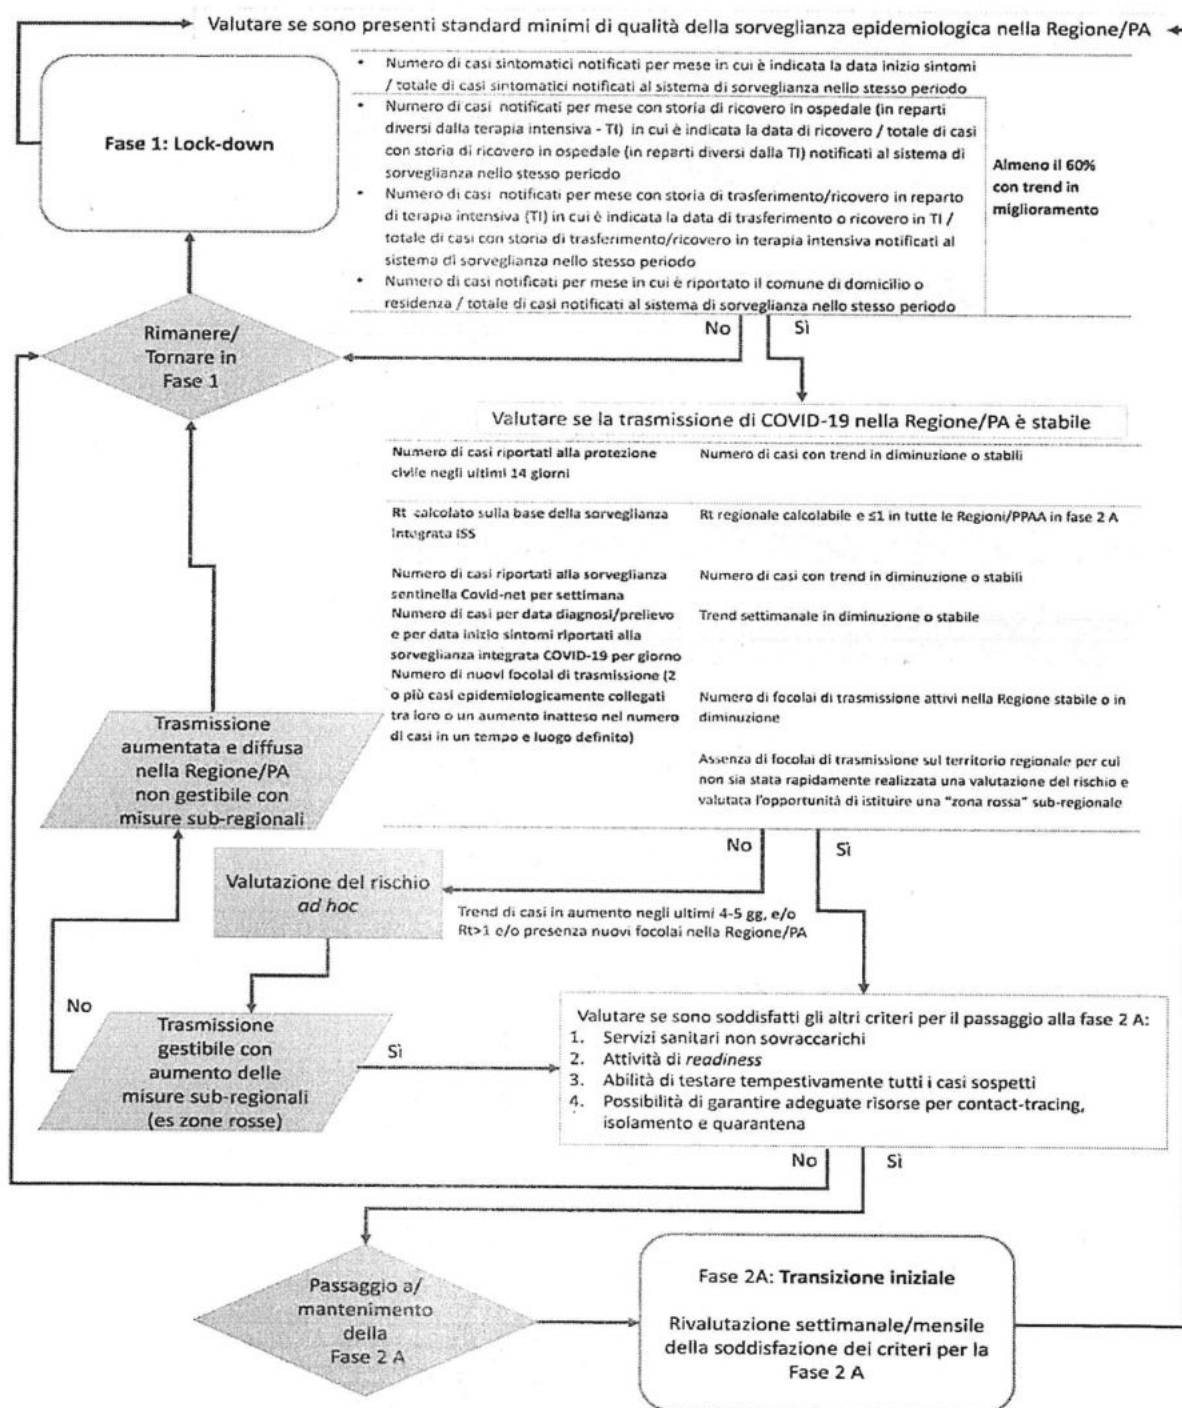 Valutare se sono presenti standard minimi di qualità della sorveglianza epidemiologica nella Regione/PA
Fase 1: Lock-down
• Numero di casi sintomatici notificati per mese in cui è indicata la data inizio sintomi
/ totale di casi sintomatici notificati al sistema di sorveglianza nello stesso periodo
• Numero di casi notificati per mese con storia di ricovero in ospedale (in reparti
diversi dalla terapia intensiva - TI) in cui è indicata la data di ricovero / totale di casi
con storia di ricovero in ospedale (in reparti diversi dalla TI) notificati al sistema di
sorveglianza nello stesso periodo
• Numero di casi notificati per mese con storia di trasferimento/ricovero in reparto
di terapia intensiva (TI) in cui è indicata la data di trasferimento o ricovero in TI /
totale di casi con storia di trasferimento/ricovero in terapia intensiva notificati al
sistema di sorveglianza nello stesso periodo
• Numero di casi notificati per mese in cui è riportato il comune di domicilio o
residenza / totale di casi notificati al sistema di sorveglianza nello stesso periodo
Almeno il 60%
con trend in
miglioramento
No
Sì
Rimanere/
Tornare in
Fase 1
Valutare se la trasmissione di COVID-19 nella Regione/PA è stabile
Numero di casi riportati alla protezione
civile negli ultimi 14 giorni
Numero di casi con trend in diminuzione o stabili
Rt calcolato sulla base della sorveglianza
integrata ISS
Rt regionale calcolabile e ≤1 in tutte le Regioni/PPAA in fase 2 A
Numero di casi riportati alla sorveglianza
sentinella Covid-net per settimana
Numero di casi con trend in diminuzione o stabili
Numero di casi per data diagnosi/prelievo
e per data inizio sintomi riportati alla
sorveglianza integrata COVID-19 per giorno
Trend settimanale in diminuzione o stabile
Numero di nuovi focolai di trasmissione (2
o più casi epidemiologicamente collegati
tra loro o un aumento inatteso nel numero
di casi in un tempo e luogo definito)
Numero di focolai di trasmissione attivi nella Regione stabile o in
diminuzione
Assenza di focolai di trasmissione sul territorio regionale per cui
non sia stata rapidamente realizzata una valutazione del rischio e
valutata l'opportunità di istituire una "zona rossa" sub-regionale
Trasmissione
aumentata e diffusa
nella Regione/PA
non gestibile con
misure sub-regionali
No
Sì
Valutazione del rischio
ad hoc
Trend di casi in aumento negli ultimi 4-5 gg, e/o
Rt>1 e/o presenza nuovi focolai nella Regione/PA
No
Trasmissione
gestibile con
aumento delle
misure sub-regionali
(es zone rosse)
Sì
Valutare se sono soddisfatti gli altri criteri per il passaggio alla fase 2 A:
1. Servizi sanitari non sovraccarichi
2. Attività di readiness
3. Abilità di testare tempestivamente tutti i casi sospetti
4. Possibilità di garantire adeguate risorse per contact-tracing,
isolamento e quarantena
No
Sì
Passaggio a/
mantenimento
della
Fase 2 A
Fase 2A: Transizione iniziale
Rivalutazione settimanale/mensile
della soddisfazione dei criteri per la
Fase 2 A